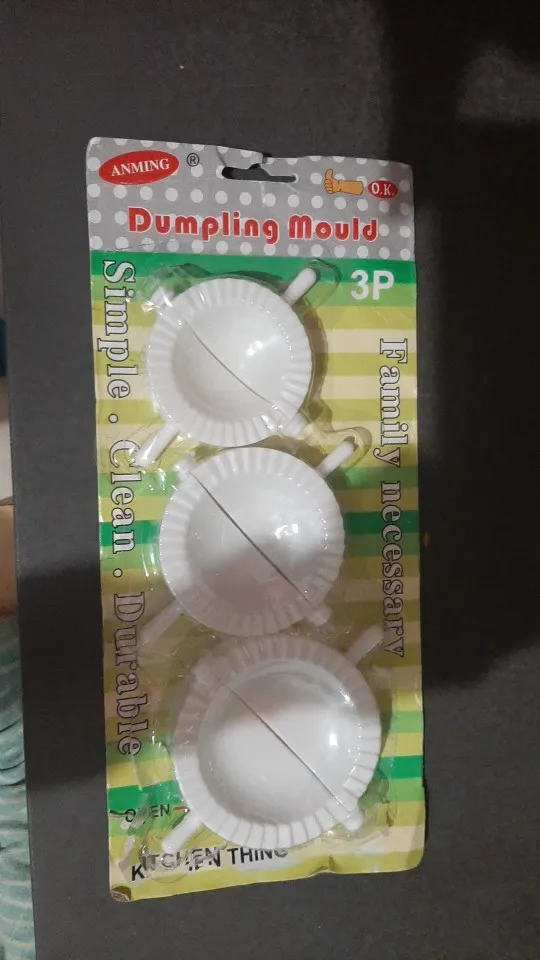 ANMING ®
O.K.
Dumpling Mould
3P
Simple . Clean . Durable
Family necessary
KITCHEN THING